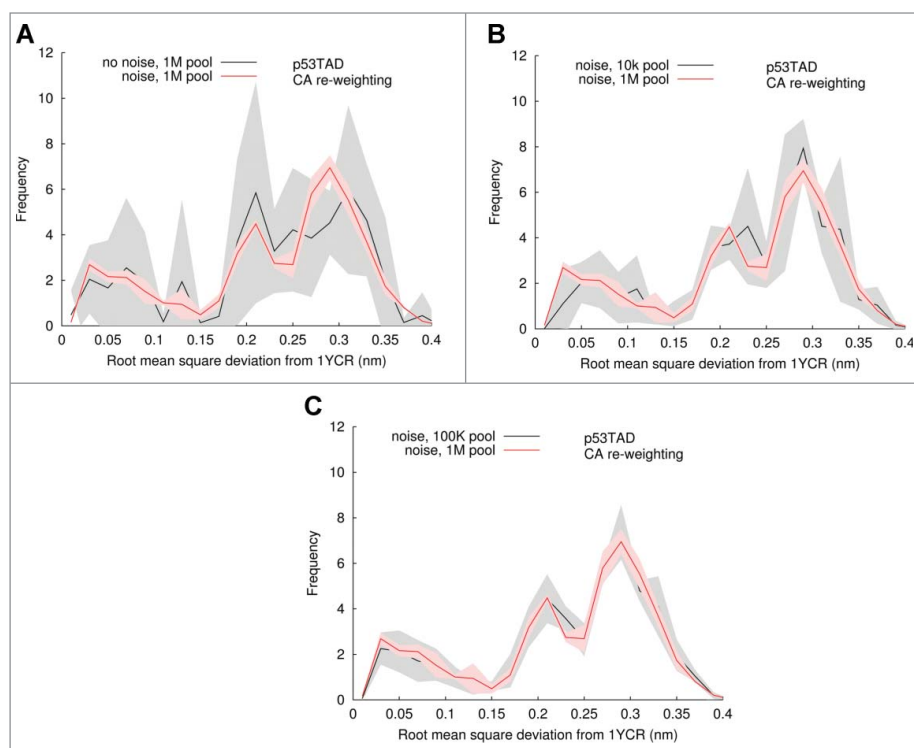 A
no noise, 1M pool
noise, 1M pool
p53TAD
CA re-weighting
12
10
8
6
4
2
0
Frequency
0 0.05 0.1 0.15 0.2 0.25 0.3 0.35 0.4
Root mean square deviation from 1YCR (nm)
B
noise, 10k pool
noise, 1M pool
p53TAD
CA re-weighting
12
10
8
6
4
2
0
Frequency
0 0.05 0.1 0.15 0.2 0.25 0.3 0.35 0.4
Root mean square deviation from 1YCR (nm)
C
noise, 100K pool
noise, 1M pool
p53TAD
CA re-weighting
12
10
8
6
4
2
0
Frequency
0 0.05 0.1 0.15 0.2 0.25 0.3 0.35 0.4
Root mean square deviation from 1YCR (nm)